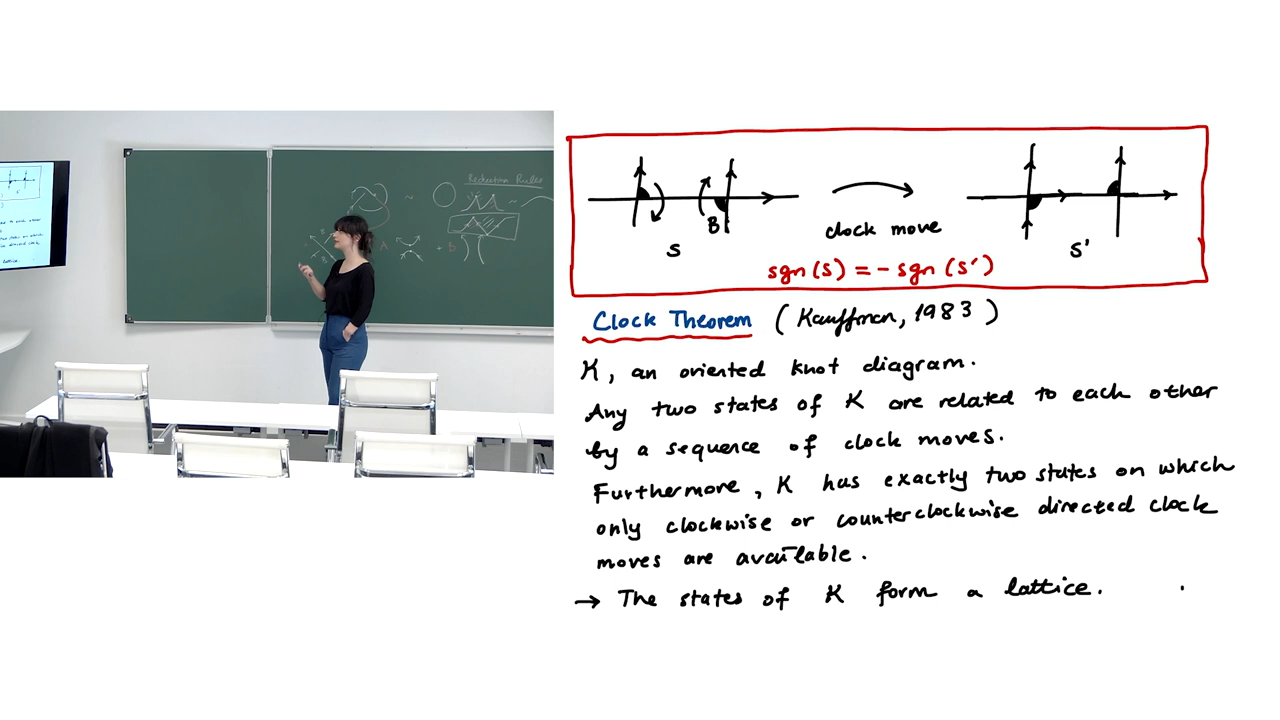 Reduction Rules
A
+ B
B
S
clock move
S'
sgn(s) = - sgn (s')
Clock Theorem (Kauffman, 1983)
K, an oriented knot diagram.
Any two states of K are related to each other
by a sequence of clock moves.
Furthermore, K has exactly two states on which
only clockwise or counterclockwise directed clock
moves are available.
→ The states of K form a lattice.